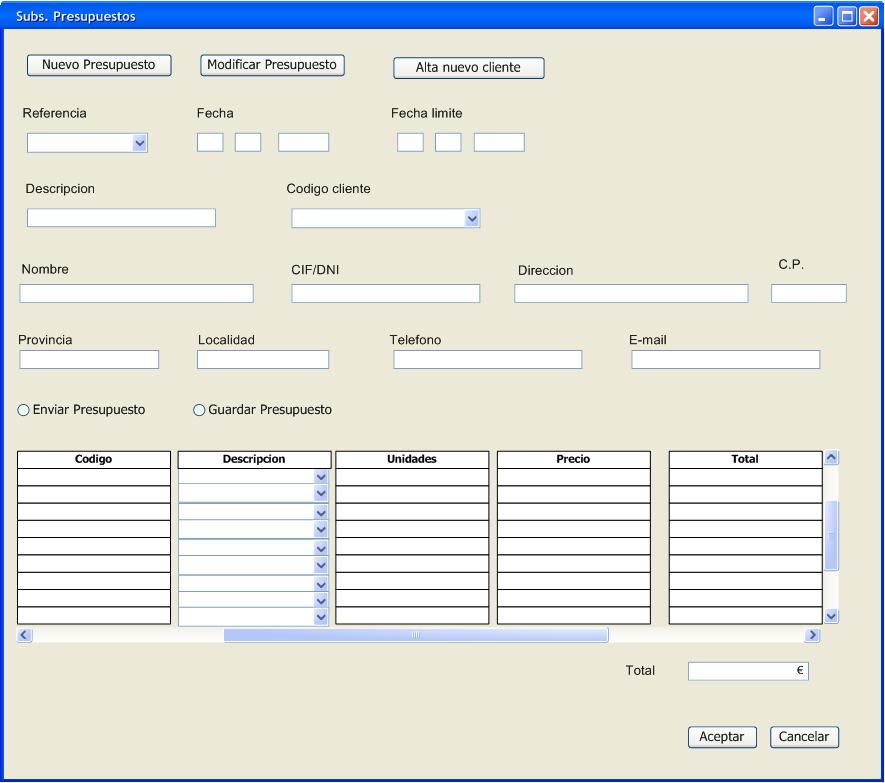 Subs. Presupuestos
Nuevo Presupuesto Modificar Presupuesto Alta nuevo cliente
Referencia Fecha Fecha limite
Descripcion Codigo cliente
Nombre CIF/DNI Direccion C.P.
Provincia Localidad Telefono E-mail
Enviar Presupuesto Guardar Presupuesto
Codigo Descripcion Unidades Precio Total
Total €
Aceptar Cancelar